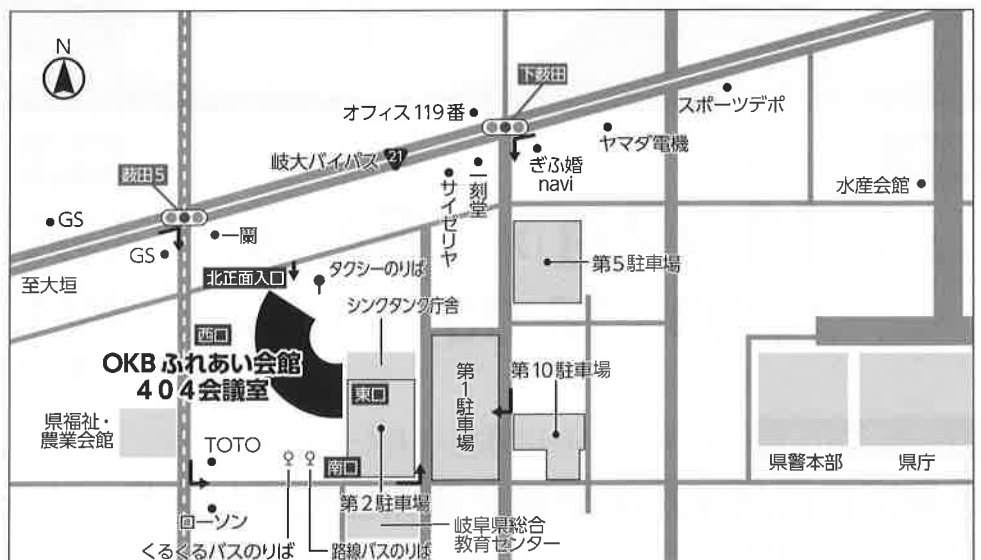 N
下藪田
オフィス119番
スポーツデポ
ヤマダ電機
ぎふ婚
navi
岐大バイパス 21
一刻堂
サイゼリヤ
水産会館
藪田5
GS
一蘭
GS
至大垣
北正面入口
タクシーのりば
シンクタンク庁舎
第5駐車場
西口
OKBふれあい会館
404会議室
東口
第1駐車場
第10駐車場
県福祉・
農業会館
TOTO
南口
県警本部
県庁
第2駐車場
ローソン
岐阜県総合
教育センター
くるくるバスのりば
路線バスのりば